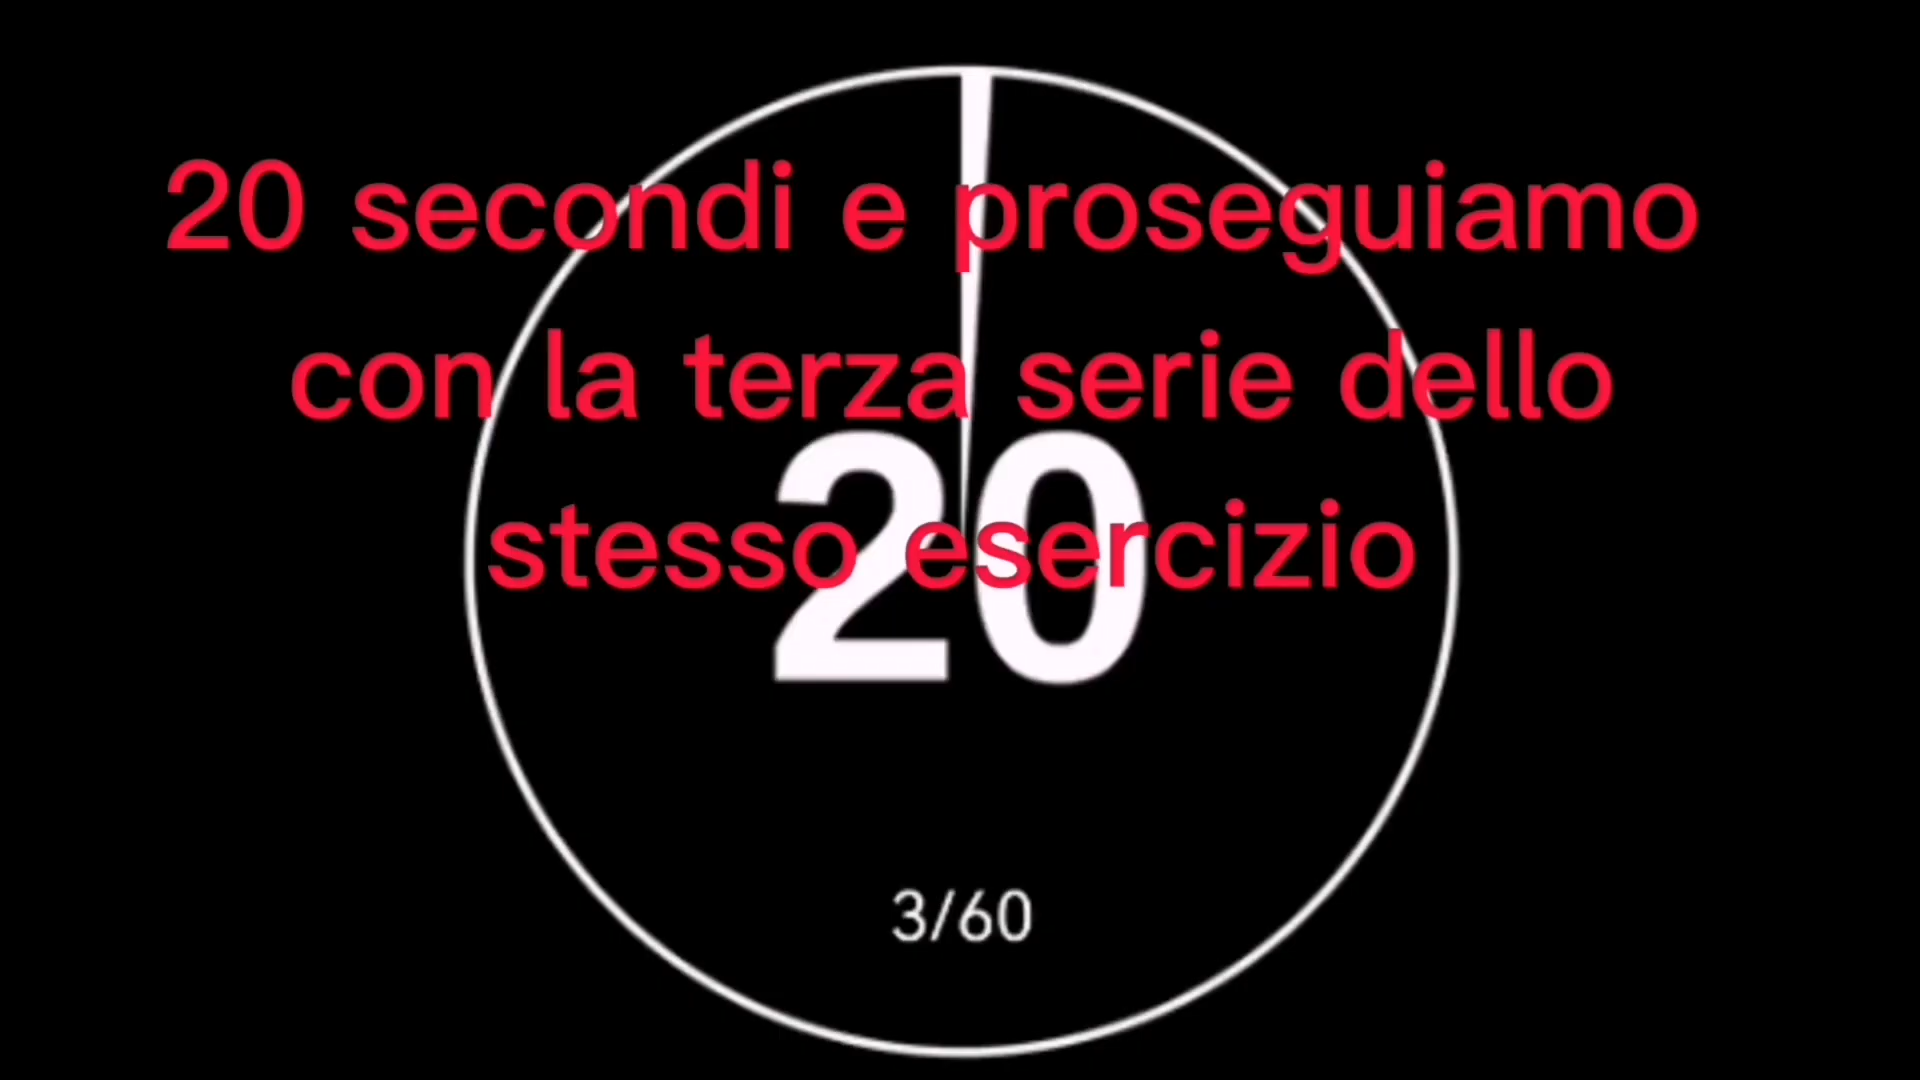 20 secondi e proseguiamo
con la terza serie dello
stesso esercizio
20
3/60